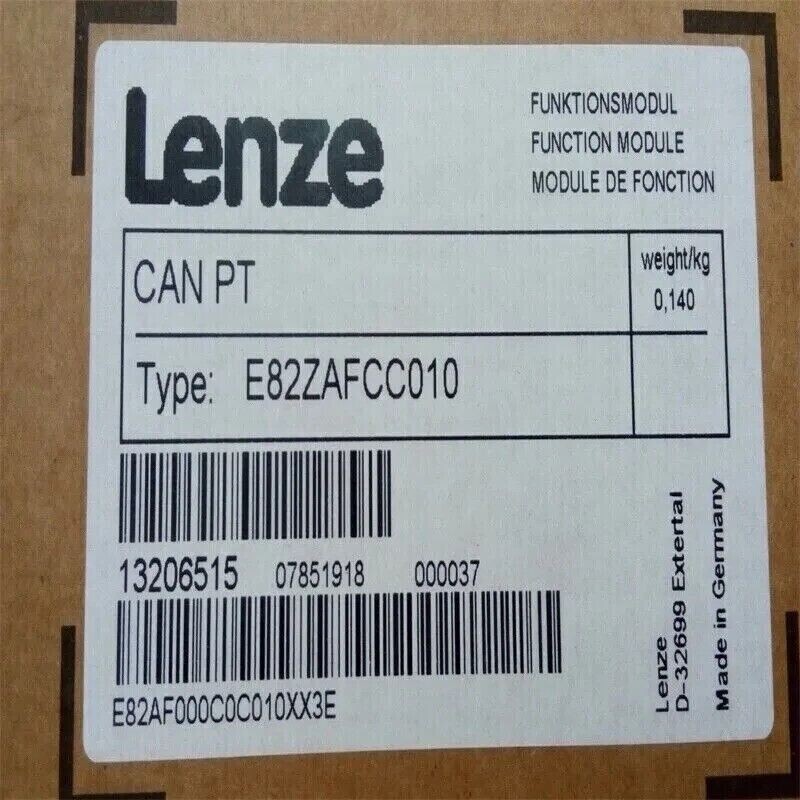 Lenze
FUNKTIONSMODUL
FUNCTION MODULE
MODULE DE FONCTION
CAN PT
weight/kg
0,140
Type: E82ZAFCC010
13206515 07851918 000037
E82AF000C0C010XX3E
Lenze
D-32699 Extertal
Made in Germany